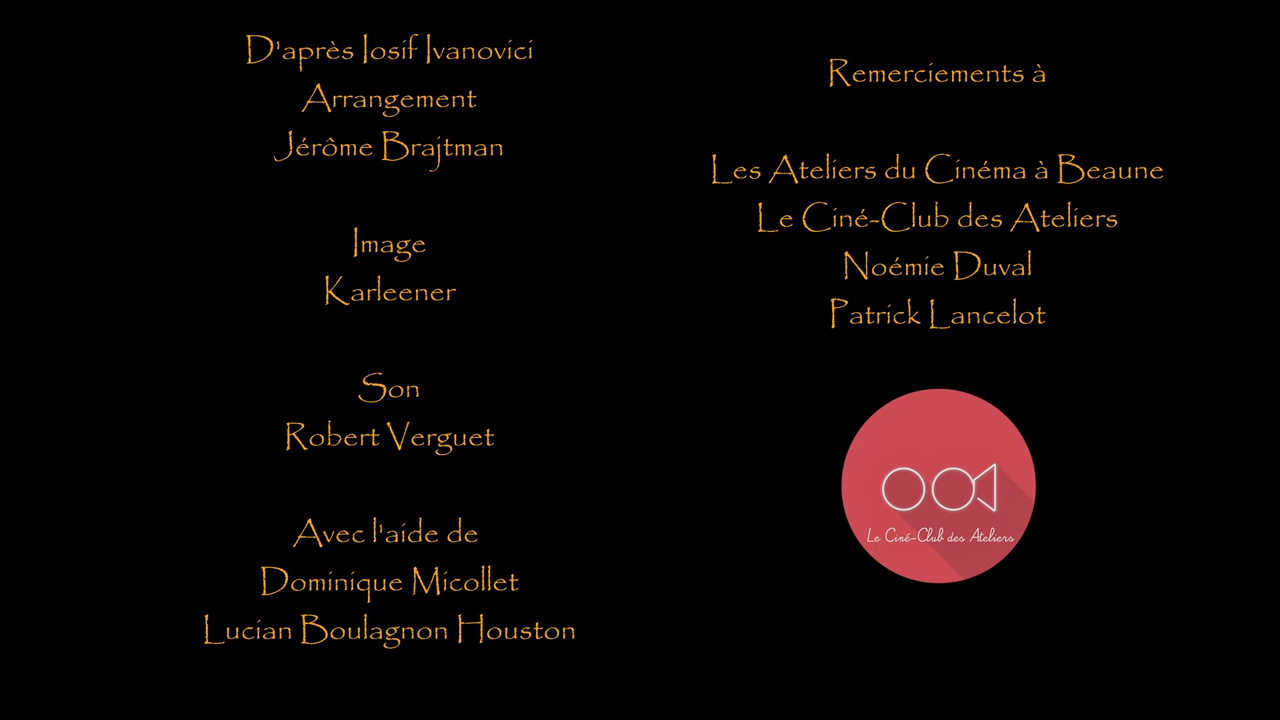 D'après Iosif Ivanovici
Arrangement
Jérôme Brajtman
Image
Karleener
Son
Robert Verguet
Avec l'aide de
Dominique Micollet
Lucian Boulagnon Houston
Remerciements à
Les Ateliers du Cinéma à Beaune
Le Ciné-Club des Ateliers
Noémie Duval
Patrick Lancelot
Le Ciné-Club des Ateliers